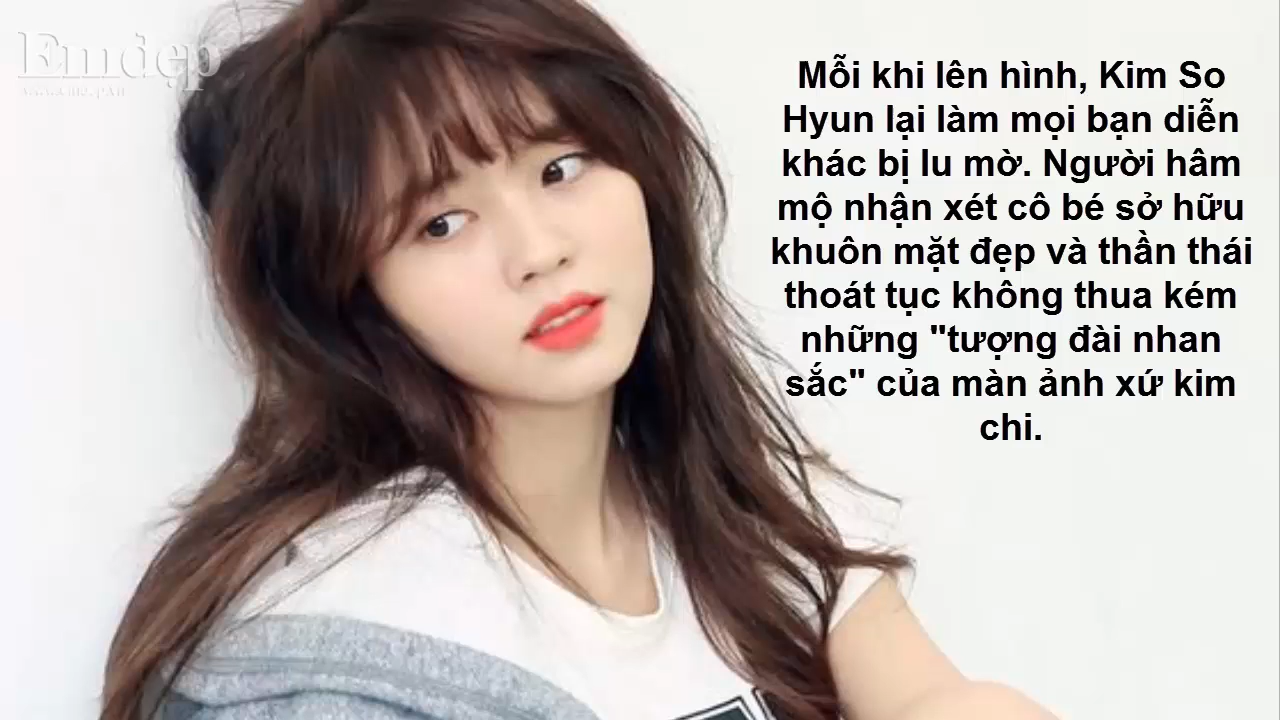 Emdẹp
Mỗi khi lên hình, Kim So
Hyun lại làm mọi bạn diễn
khác bị lu mờ. Người hâm
mộ nhận xét cô bé sở hữu
khuôn mặt đẹp và thần thái
thoát tục không thua kém
những "tượng đài nhan
sắc" của màn ảnh xứ kim
chi.